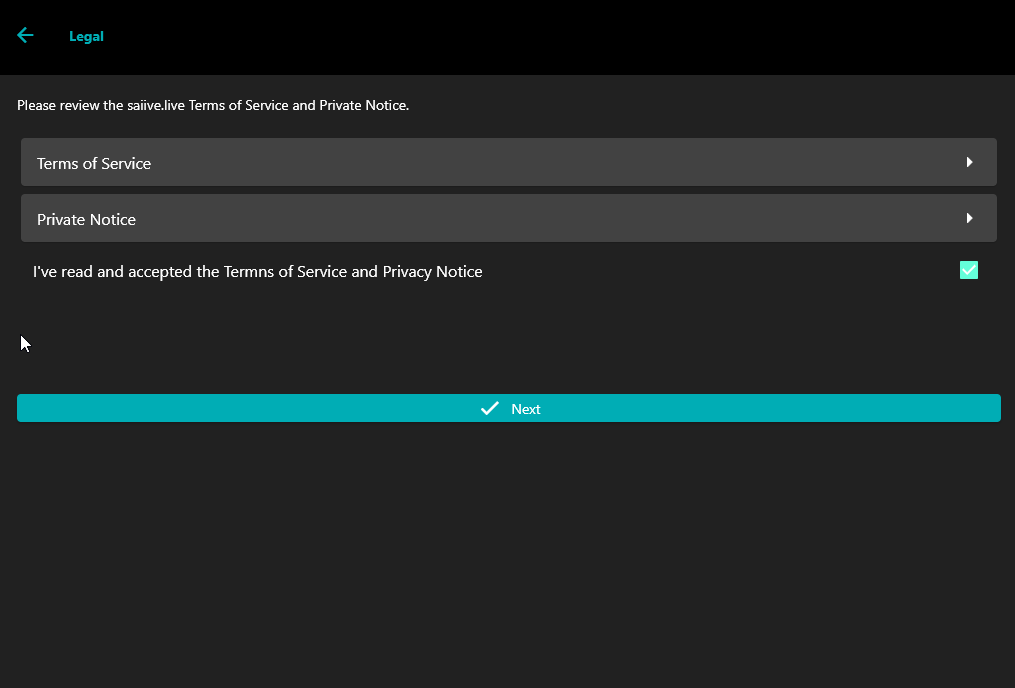 Legal
Please review the saiive.live Terms of Service and Private Notice.
Terms of Service
Private Notice
I've read and accepted the Termns of Service and Privacy Notice
Next